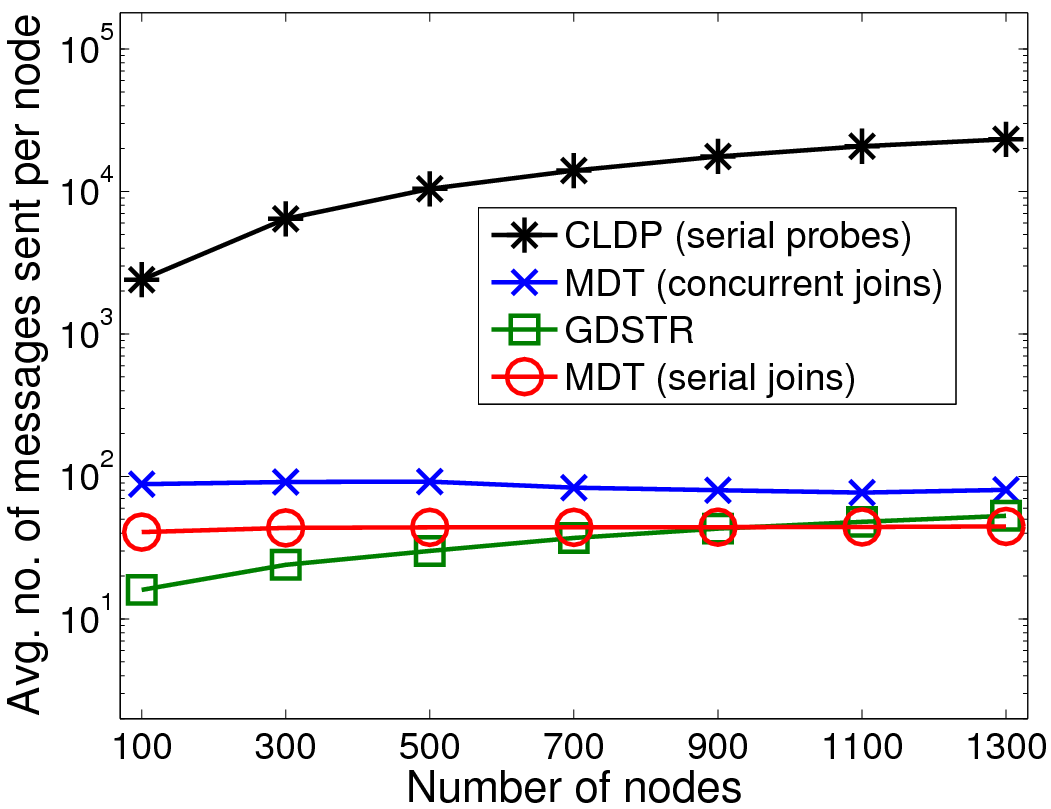 Avg. no. of messages sent per node
10^5
10^4
10^3
10^2
10^1
CLDP (serial probes)
MDT (concurrent joins)
GDSTR
MDT (serial joins)
100 300 500 700 900 1100 1300
Number of nodes